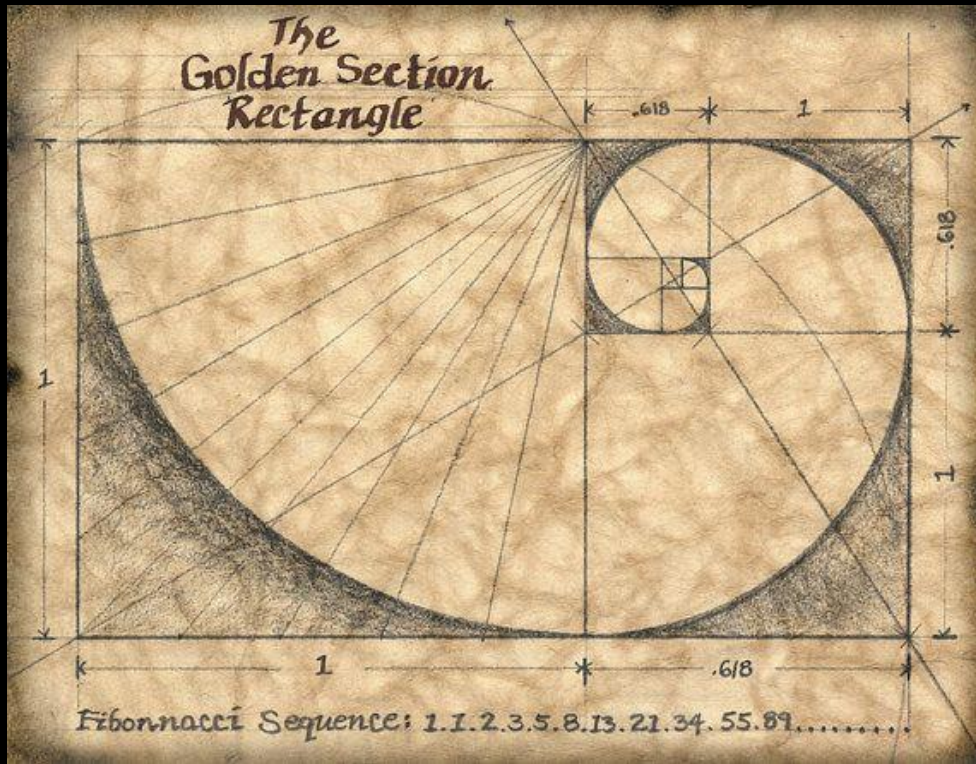 The
Golden Section
Rectangle
.618
1
.618
1
1
1
.618
Fibonnacci Sequence: 1.1.2.3.5.8.13.21.34.55.89.........